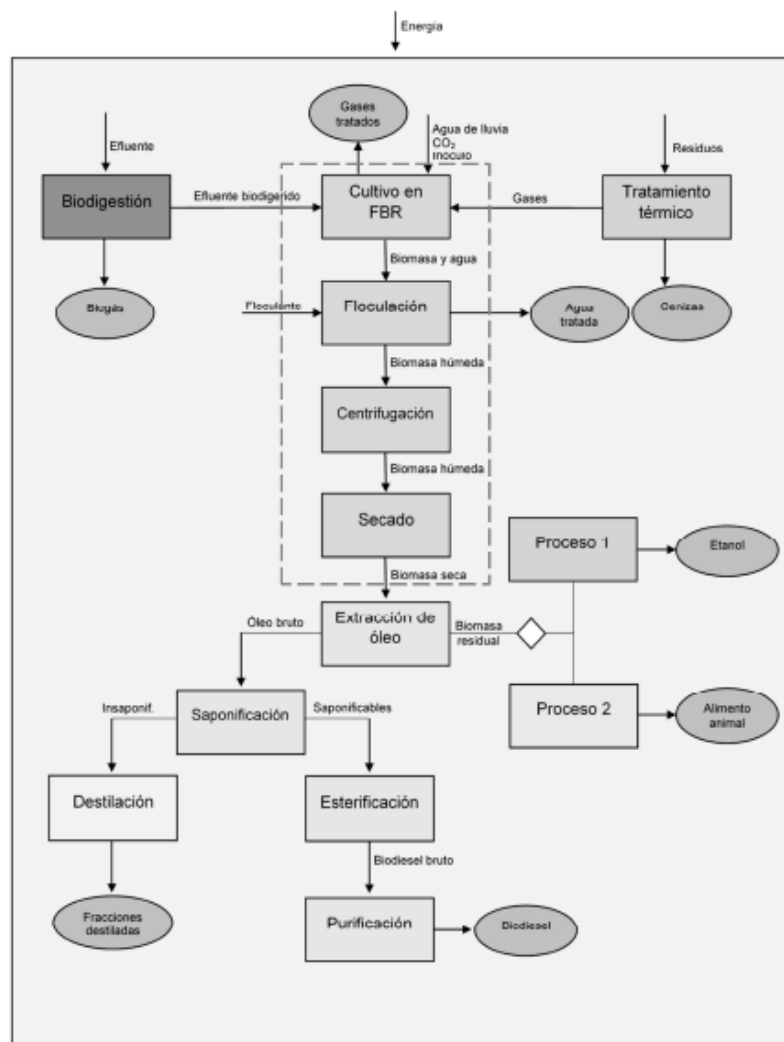 Energía
Gases
tratados
Efluente
Agua de lluvia
CO₂
Inóculo
Residuos
Biodigestión
Efluente biodigerido
Cultivo en
FBR
Gases
Tratamiento
térmico
Biomasa y agua
Biogás
Floculante
Floculación
Agua
tratada
Cenizas
Biomasa húmeda
Centrifugación
Biomasa húmeda
Secado
Proceso 1
Etanol
Biomasa seca
Óleo bruto
Extracción de
óleo
Biomasa
residual
Insaponif.
Saponificación
Saponificables
Proceso 2
Alimento
animal
Destilación
Esterificación
Biodiesel bruto
Fracciones
destiladas
Purificación
Biodiesel